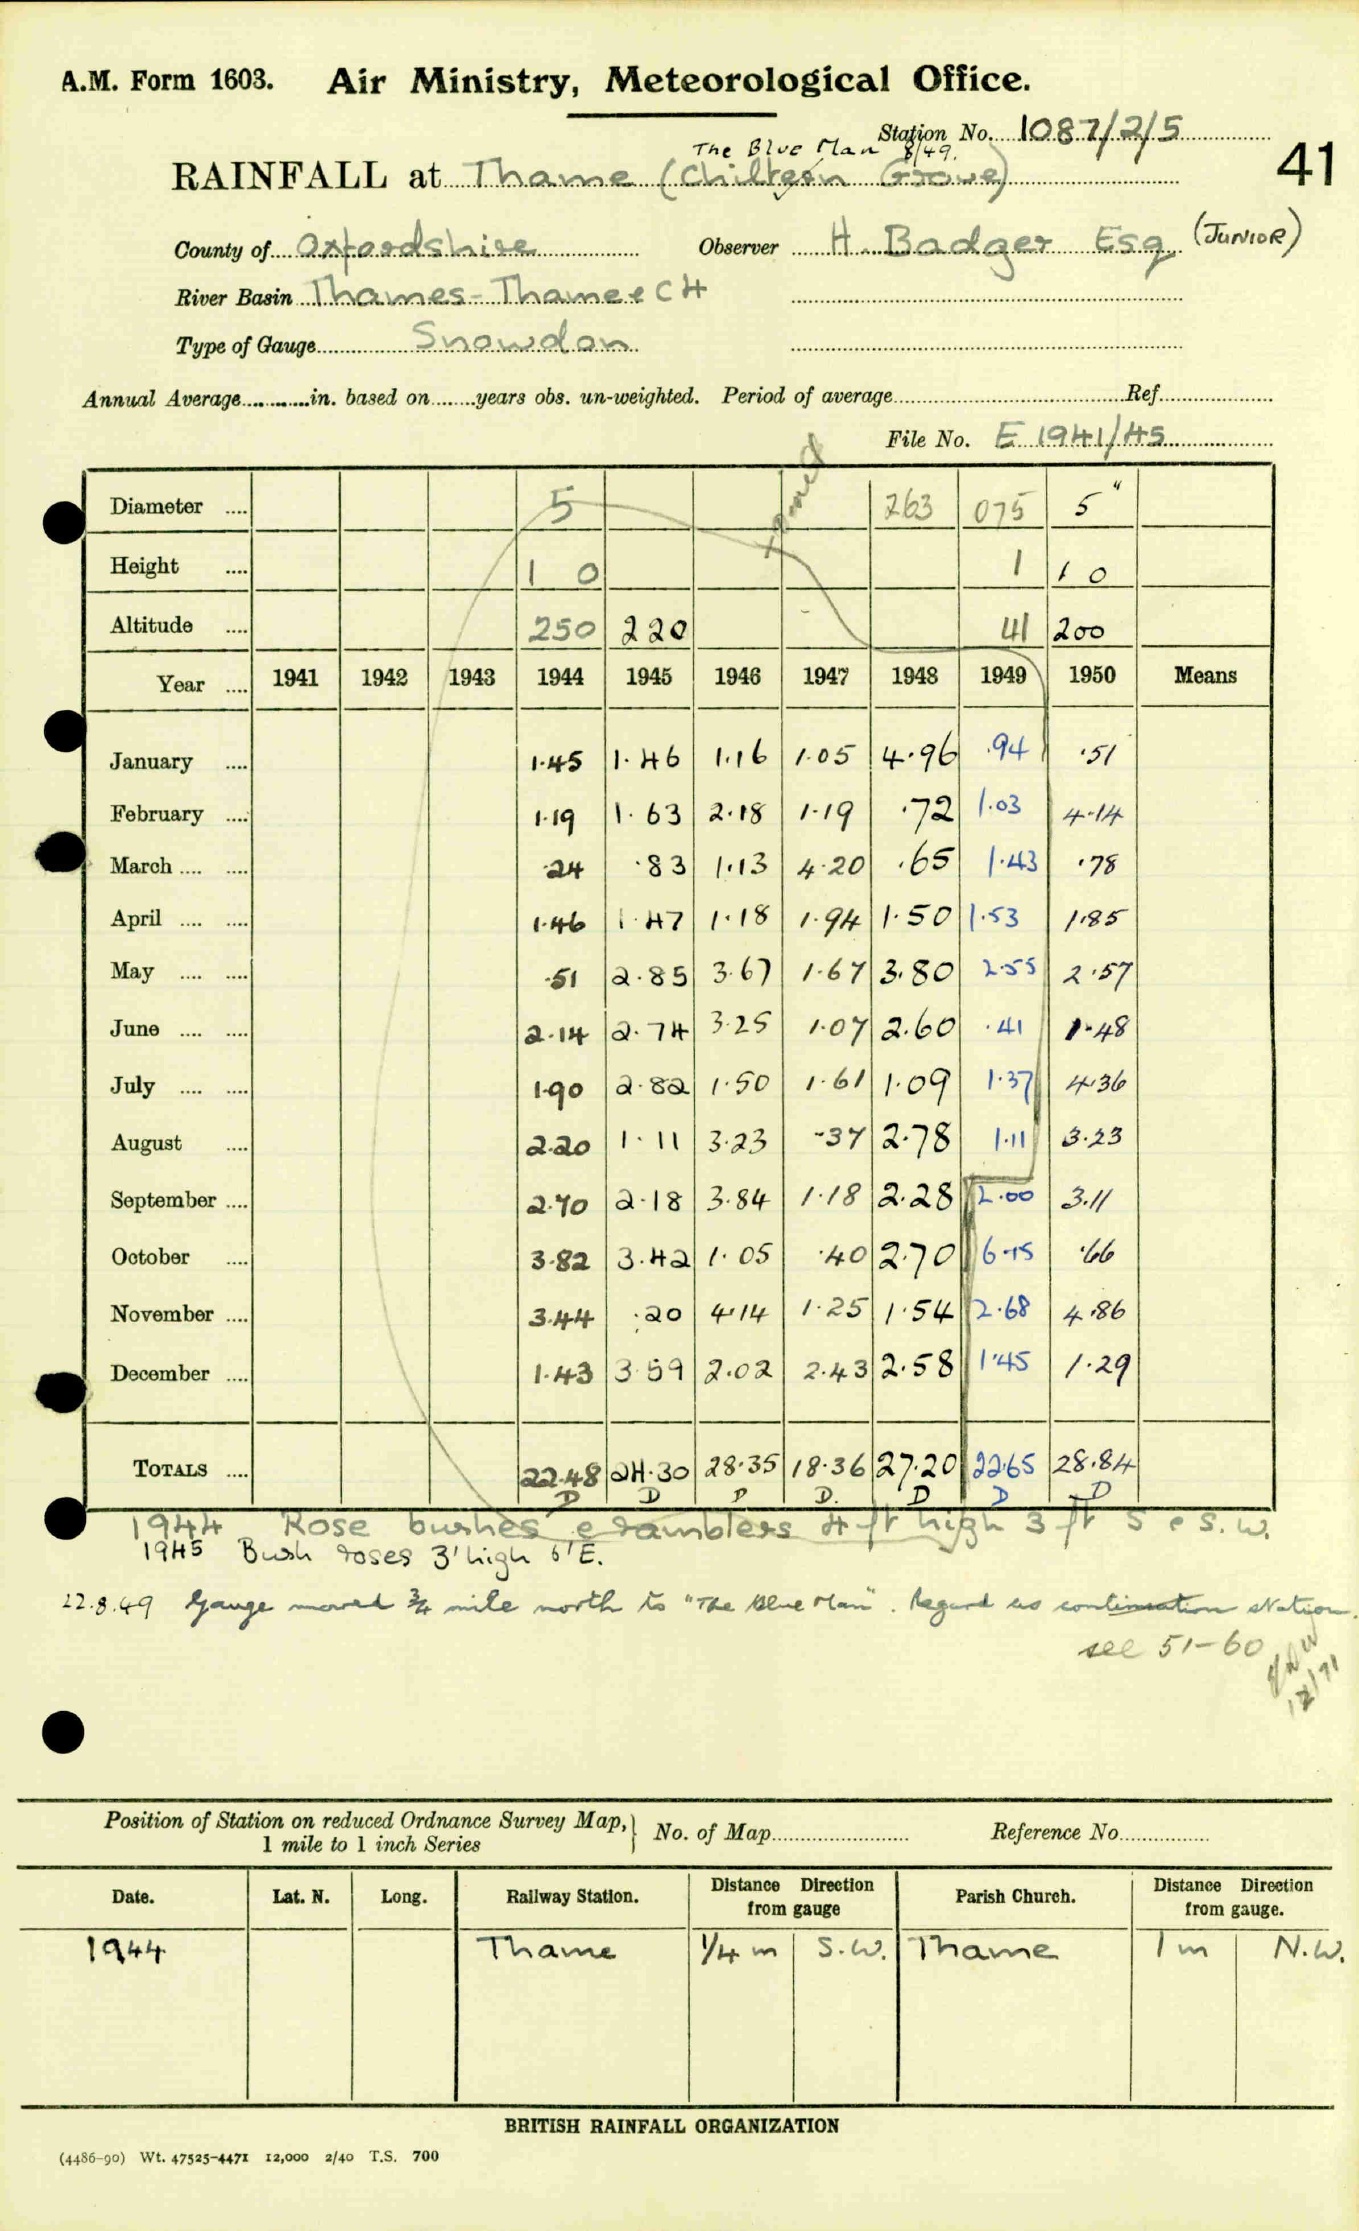 A.M. Form 1603. Air Ministry, Meteorological Office.
Station No. 1087/2/5
The Blue Man 8/49.
41
RAINFALL at Thame (Chiltern Grove)
County of Oxfordshire Observer H. Badger Esq (JUNIOR)
River Basin Thames-Thame & CH
Type of Gauge Snowdon
Annual Average in. based on years obs. un-weighted. Period of average Ref
File No. E 1941/45
Diameter 5 263 075 5"
Height 1 0 1 1 0
Altitude 250 220 41 200
Year 1941 1942 1943 1944 1945 1946 1947 1948 1949 1950 Means
January 1.45 1.46 1.16 1.05 4.96 .94 .51
February 1.19 1.63 2.18 1.19 .72 1.03 4.14
March .24 .83 1.13 4.20 .65 1.43 .78
April 1.46 1.47 1.18 1.94 1.50 1.53 1.85
May .51 2.85 3.67 1.67 3.80 2.55 2.57
June 2.14 2.74 3.25 1.07 2.60 .41 1.48
July 1.90 2.82 1.50 1.61 1.09 1.37 4.36
August 2.20 1.11 3.23 .37 2.78 1.11 3.23
September 2.70 2.18 3.84 1.18 2.28 2.00 3.11
October 3.82 3.42 1.05 .40 2.70 6.15 .66
November 3.44 .20 4.14 1.25 1.54 2.68 4.86
December 1.43 3.59 2.02 2.43 2.58 1.45 1.29
TOTALS 22.48 24.30 28.35 18.36 27.20 22.65 28.84
D D D D. D D D
1944 Rose bushes & ramblers 4 ft high 3 ft S & S.W.
1945 Bush roses 3' high 6' E.
22.8.49 Gauge moved 3/4 mile north to "The Blue Man". Regard as continuation station.
see 51-60
12/71
Position of Station on reduced Ordnance Survey Map,
1 mile to 1 inch Series
No. of Map Reference No
Date. Lat. N. Long. Railway Station. Distance Direction from gauge Parish Church. Distance Direction from gauge.
1944 Thame 1/4 m S.W. Thame 1 m N.W.
BRITISH RAINFALL ORGANIZATION
(4486-90) Wt. 47525-4471 12,000 2/40 T.S. 700